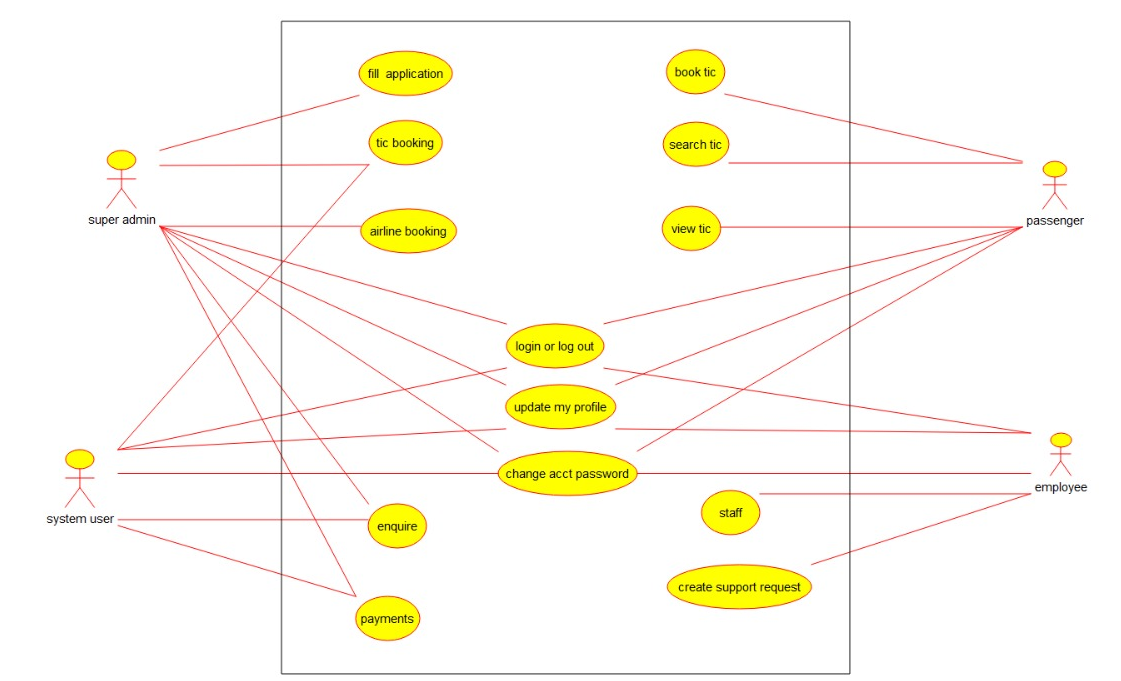 fill  application
book tic
tic booking
search tic
super admin
passenger
airline booking
view tic
login or log out
update my profile
change acct password
system user
employee
enquire
staff
create support request
payments